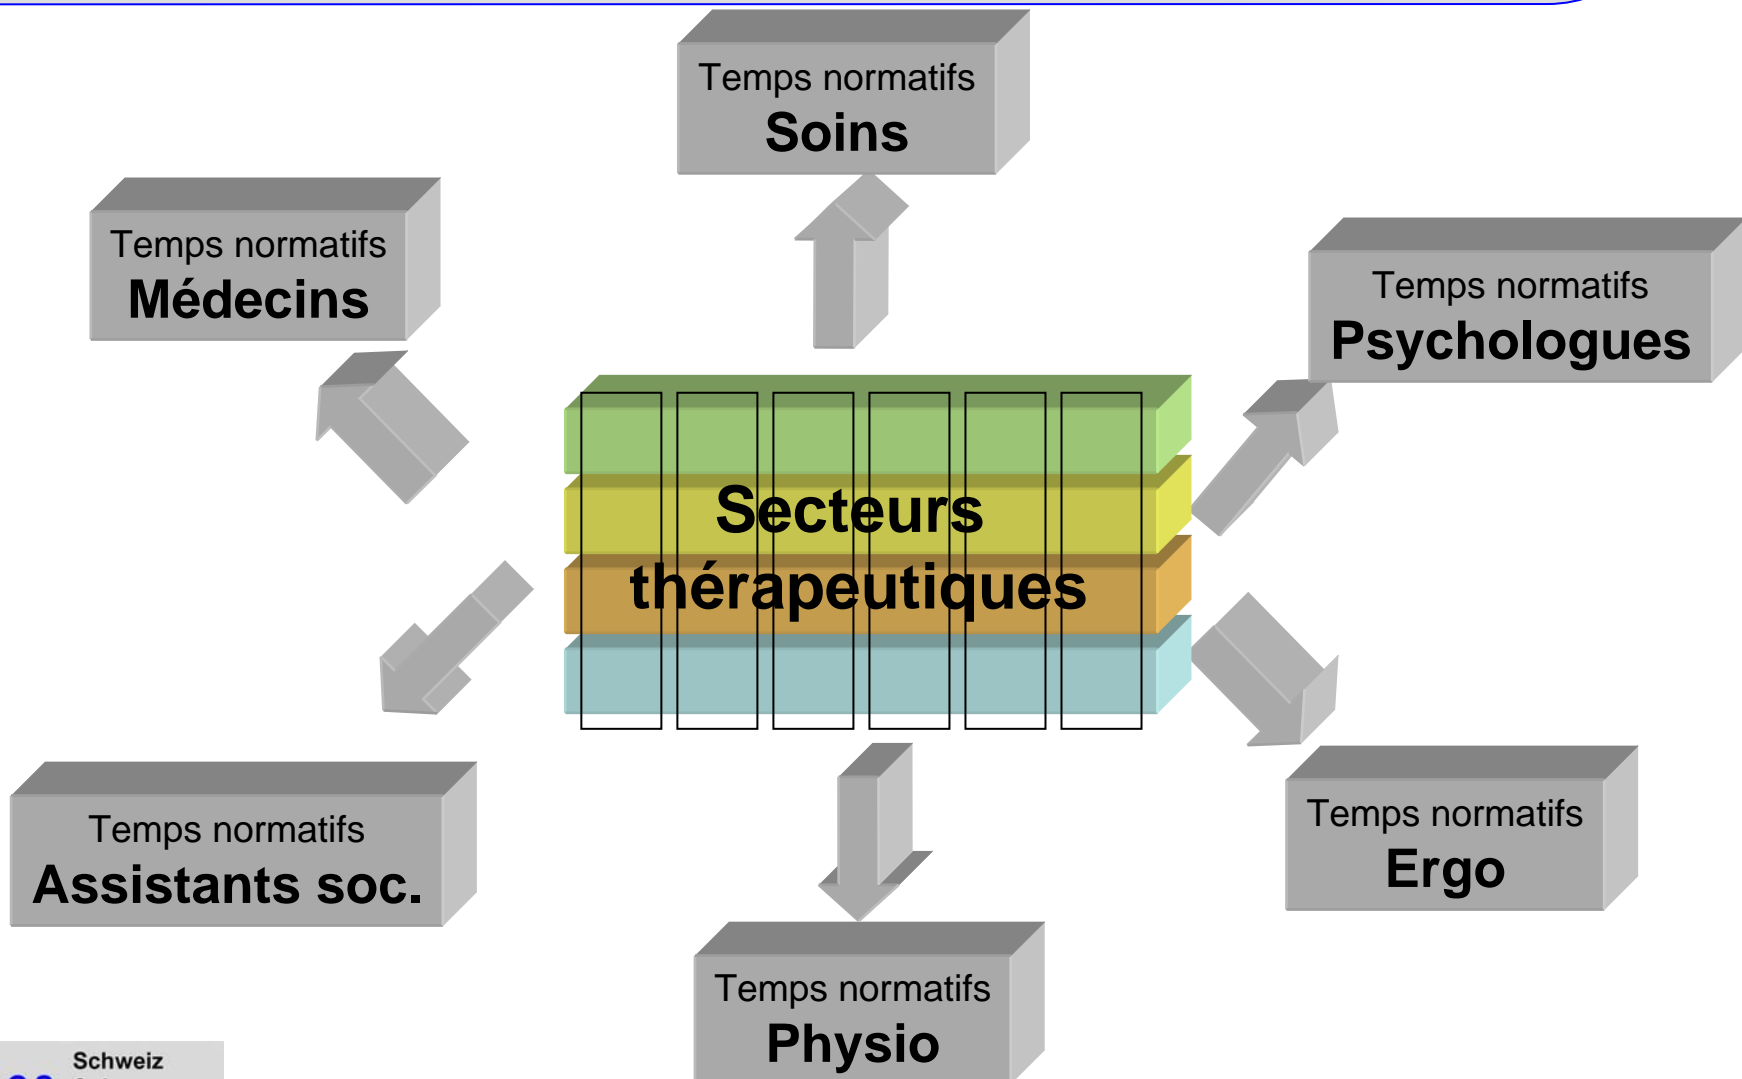 Temps normatifs
Soins
Temps normatifs
Médecins
Temps normatifs
Psychologues
Secteurs
thérapeutiques
Temps normatifs
Assistants soc.
Temps normatifs
Ergo
Temps normatifs
Physio
Schweiz